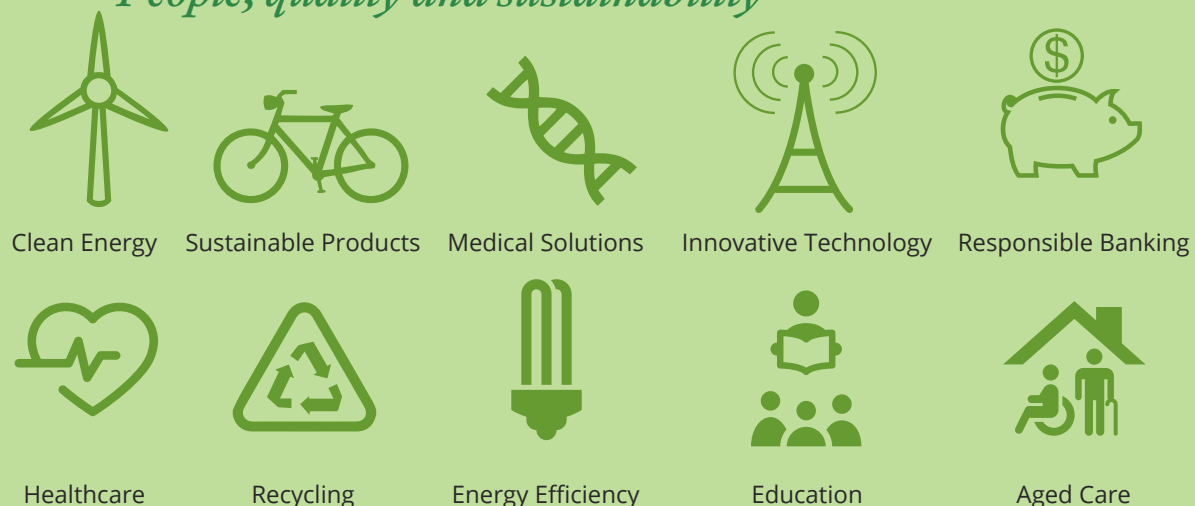 People, quality and sustainability
Clean Energy Sustainable Products Medical Solutions Innovative Technology Responsible Banking
$
Healthcare Recycling Energy Efficiency Education Aged Care